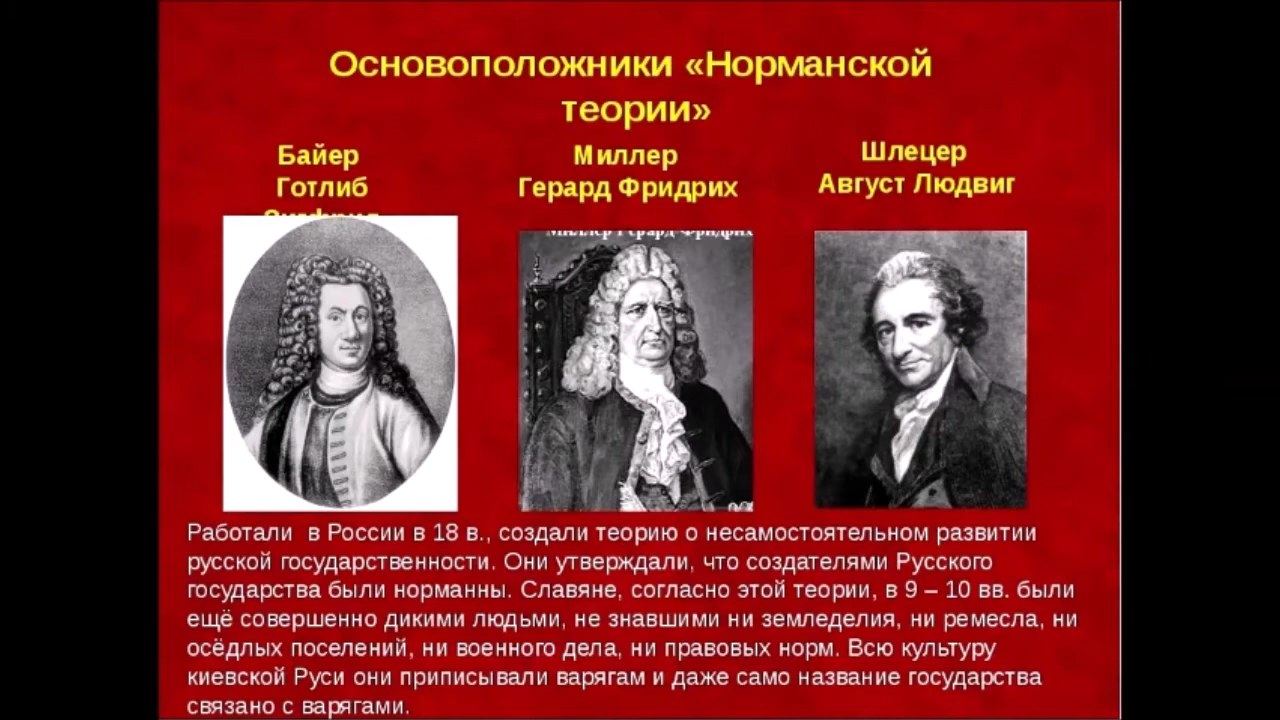 Основоположники «Норманской
теории»
Байер
Готлиб
Миллер
Герард Фридрих
Шлецер
Август Людвиг
Миллер Герард Фридрих
Работали в России в 18 в., создали теорию о несамостоятельном развитии
русской государственности. Они утверждали, что создателями Русского
государства были норманны. Славяне, согласно этой теории, в 9 – 10 вв. были
ещё совершенно дикими людьми, не знавшими ни земледелия, ни ремесла, ни
осёдлых поселений, ни военного дела, ни правовых норм. Всю культуру
киевской Руси они приписывали варягам и даже само название государства
связано с варягами.